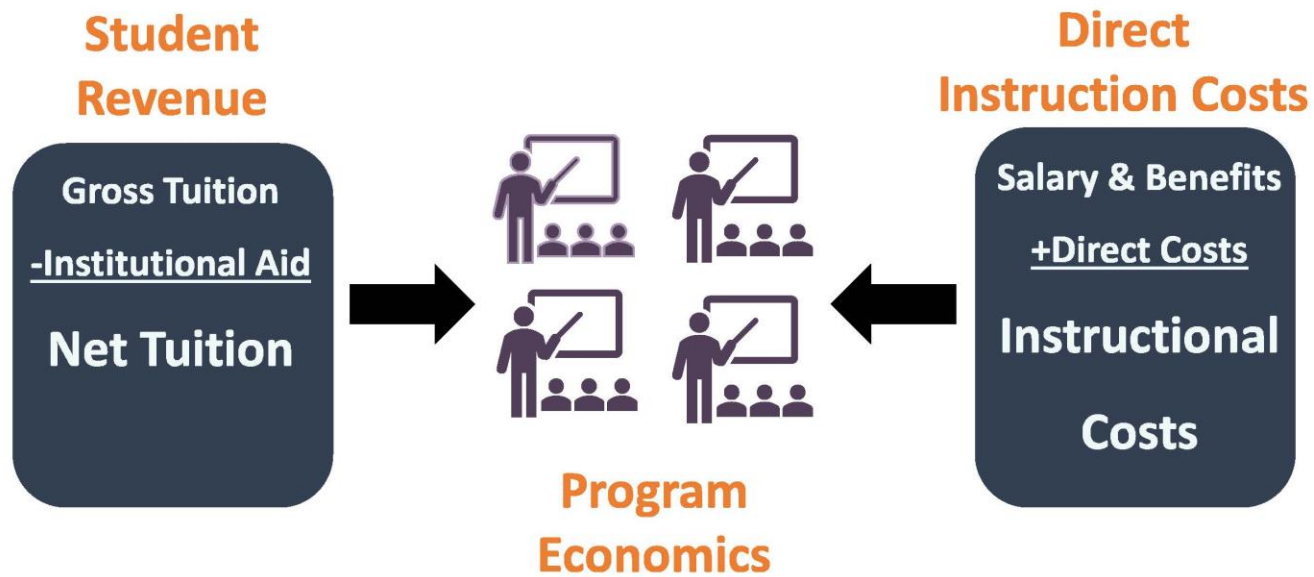 Student
Revenue
Gross Tuition
-Institutional Aid
Net Tuition
Program
Economics
Direct
Instruction Costs
Salary & Benefits
+Direct Costs
Instructional
Costs